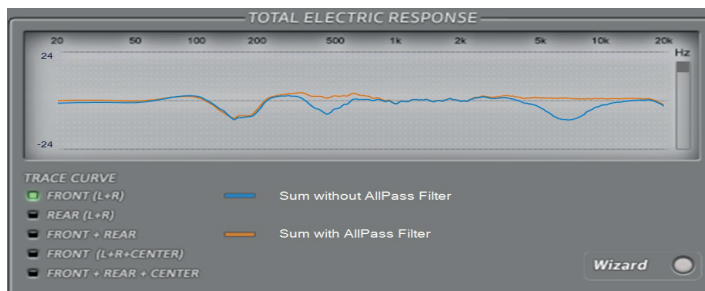 TOTAL ELECTRIC RESPONSE
20 50 100 200 500 1k 2k 5k 10k 20k
Hz
24
-24
TRACE CURVE
FRONT (L+R)
Sum without AllPass Filter
REAR (L+R)
FRONT + REAR
Sum with AllPass Filter
FRONT (L+R+CENTER)
FRONT + REAR + CENTER
Wizard